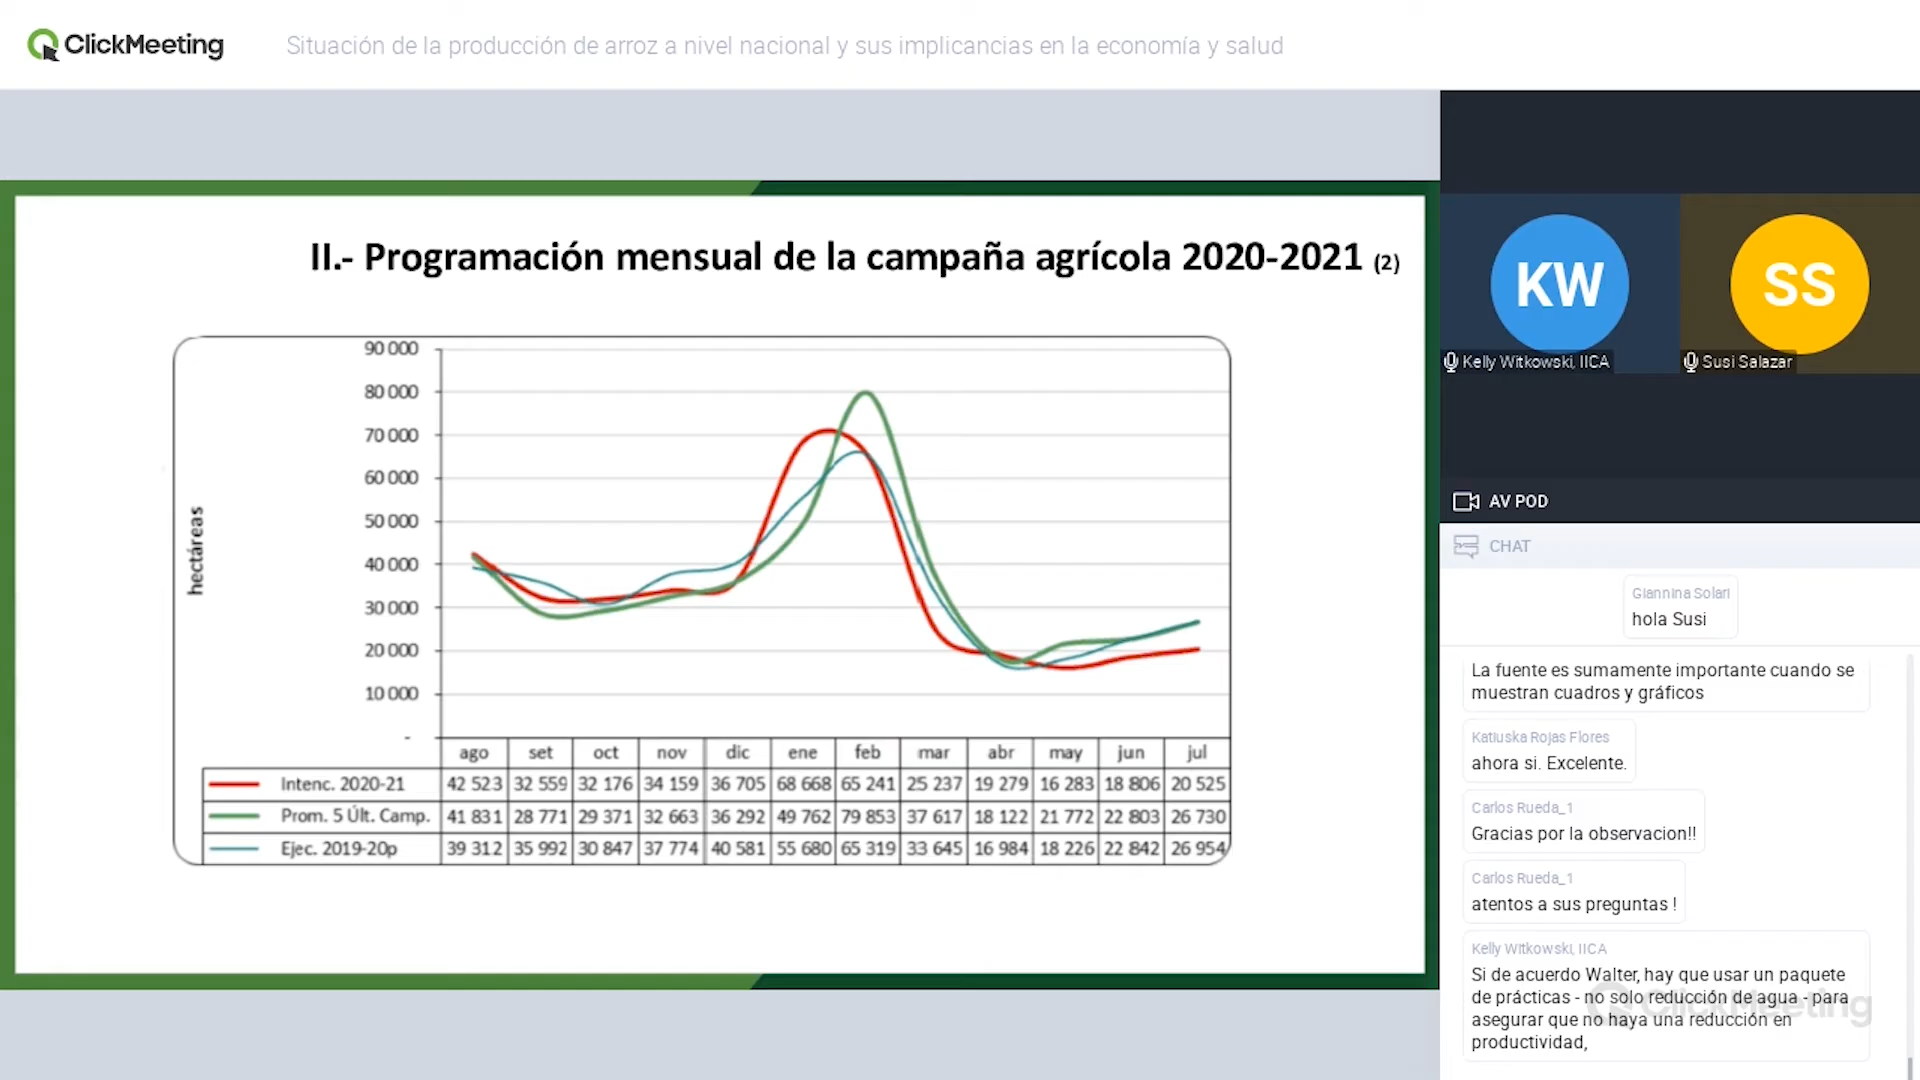 ClickMeeting
Situación de la producción de arroz a nivel nacional y sus implicancias en la economía y salud
II.- Programación mensual de la campaña agrícola 2020-2021 (2)
hectáreas
90 000
80 000
70 000
60 000
50 000
40 000
30 000
20 000
10 000
-
ago set oct nov dic ene feb mar abr may jun jul
Intenc. 2020-21 42 523 32 559 32 176 34 159 36 705 68 668 65 241 25 237 19 279 16 283 18 806 20 525
Prom. 5 Últ. Camp. 41 831 28 771 29 371 32 663 36 292 49 762 79 853 37 617 18 122 21 772 22 803 26 730
Ejec. 2019-20p 39 312 35 992 30 847 37 774 40 581 55 680 65 319 33 645 16 984 18 226 22 842 26 954
KW
Kelly Witkowski, IICA
SS
Susi Salazar
AV POD
CHAT
Giannina Solari
hola Susi
La fuente es sumamente importante cuando se
muestran cuadros y gráficos
Katiuska Rojas Flores
ahora si. Excelente.
Carlos Rueda_1
Gracias por la observacion!!
Carlos Rueda_1
atentos a sus preguntas !
Kelly Witkowski, IICA
Si de acuerdo Walter, hay que usar un paquete
de prácticas - no solo reducción de agua - para
asegurar que no haya una reducción en
productividad,
ClickMeeting